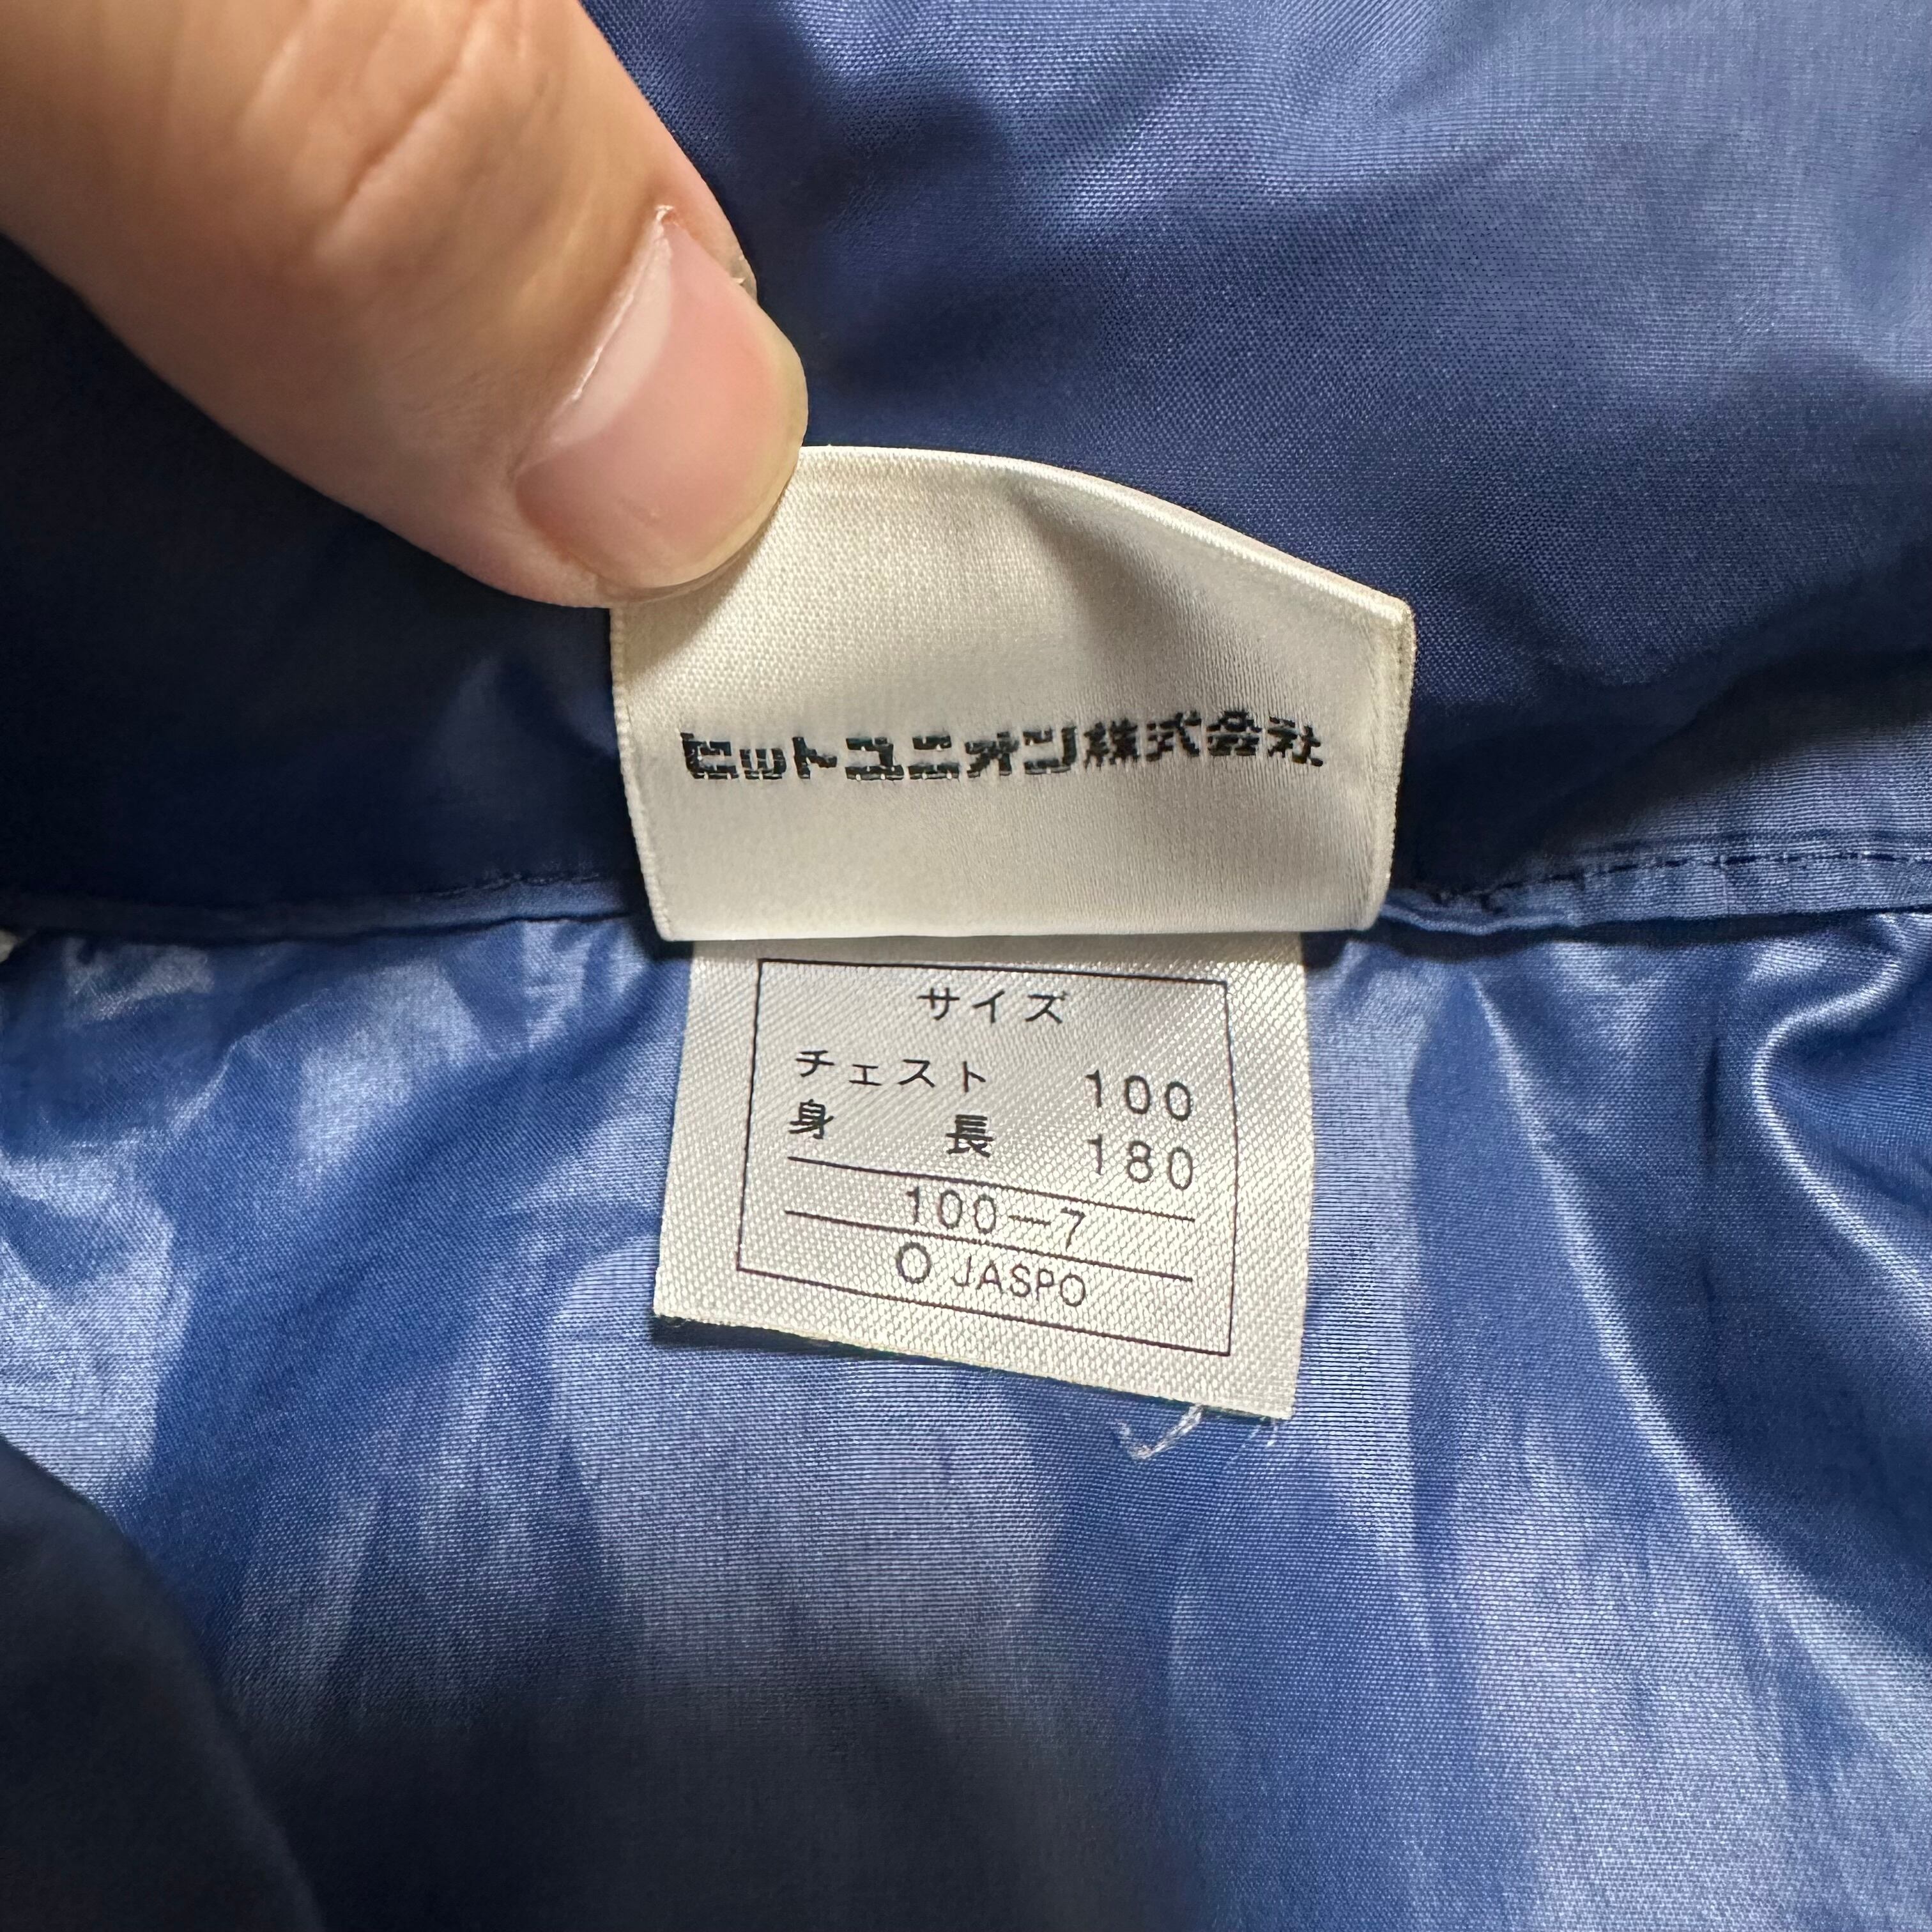 ヒットユニオン株式会社
サイズ
チェスト 100
身長 180
100-7
O JASPO